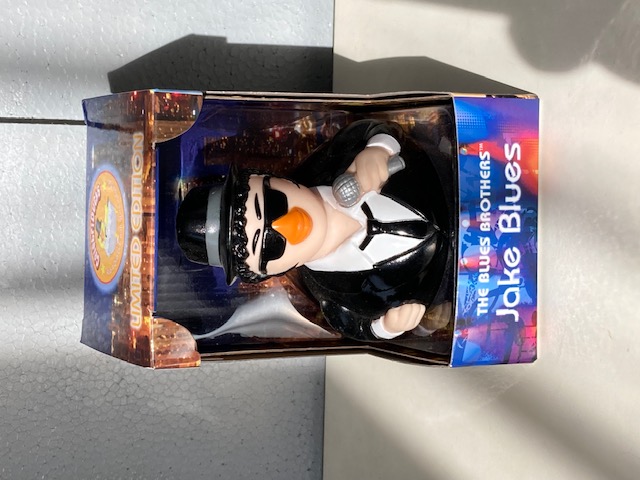 LIMITED EDITION
THE BLUES BROTHERS™
Jake Blues